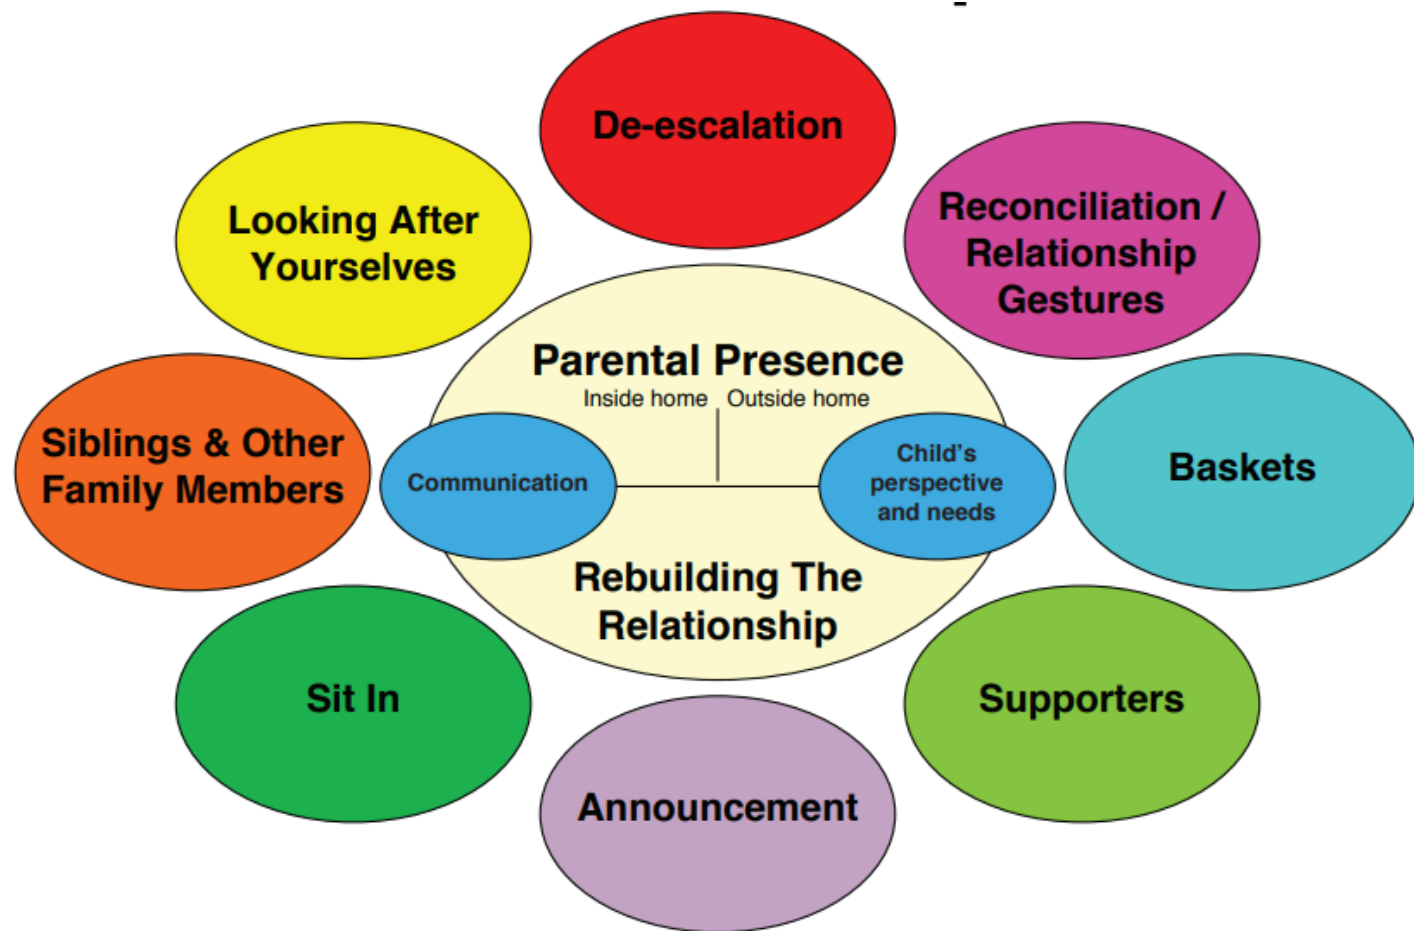 De-escalation
Looking After
Yourselves
Reconciliation /
Relationship
Gestures
Parental Presence
Inside home
Outside home
Siblings & Other
Family Members
Communication
Child's
perspective
and needs
Baskets
Rebuilding The
Relationship
Sit In
Supporters
Announcement